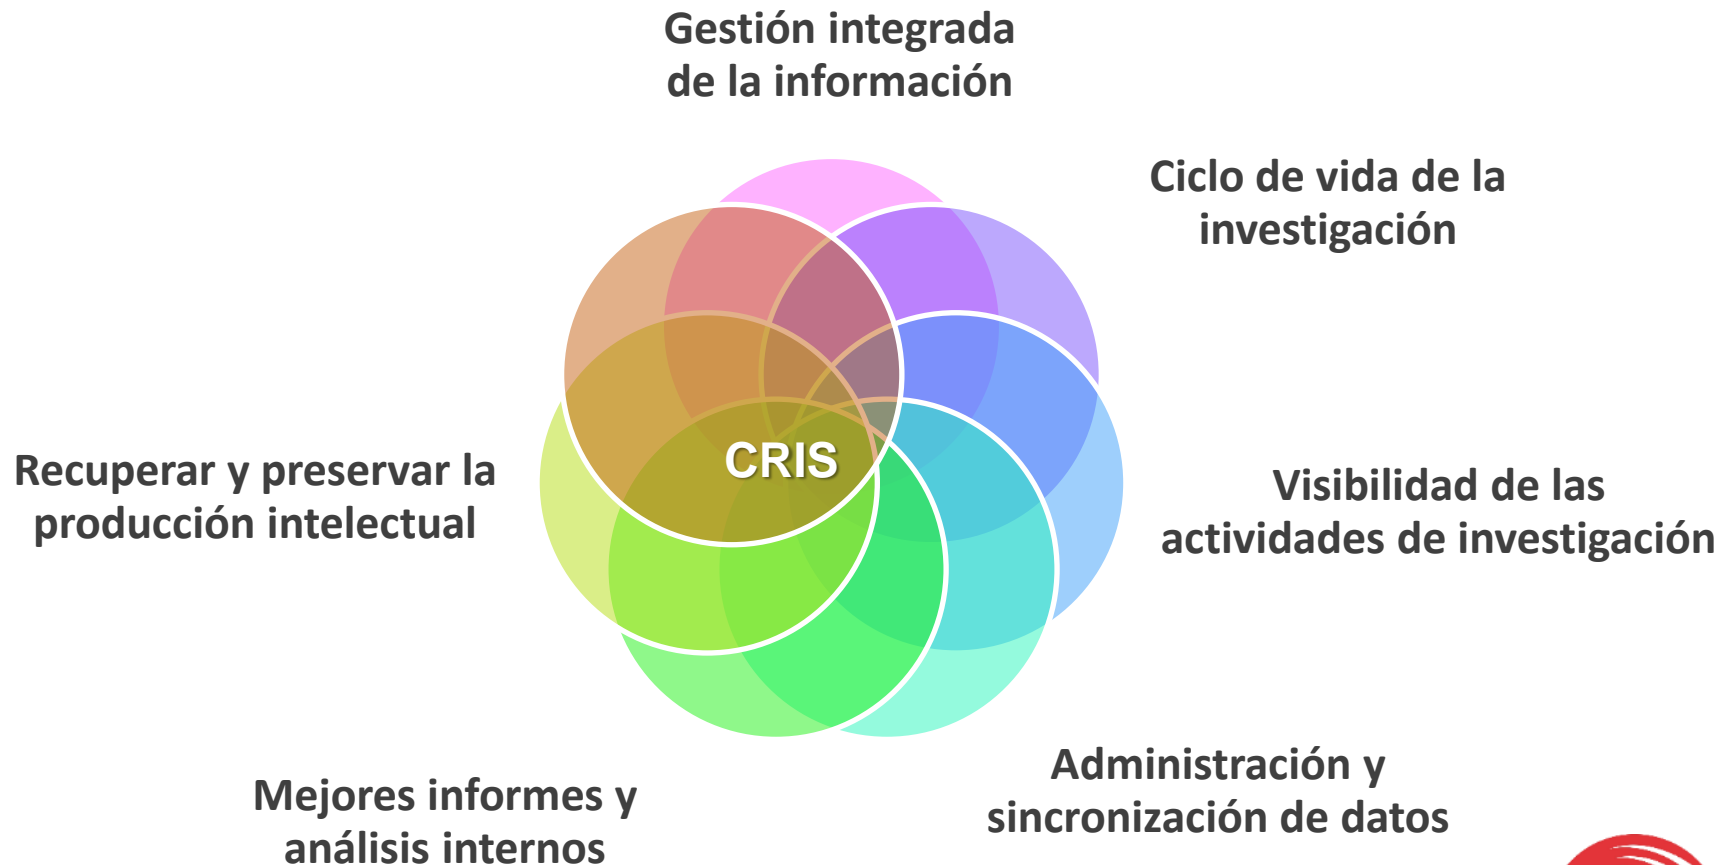 Gestión integrada
de la información
Ciclo de vida de la
investigación
Visibilidad de las
actividades de investigación
Administración y
sincronización de datos
Mejores informes y
análisis internos
Recuperar y preservar la
producción intelectual
CRIS